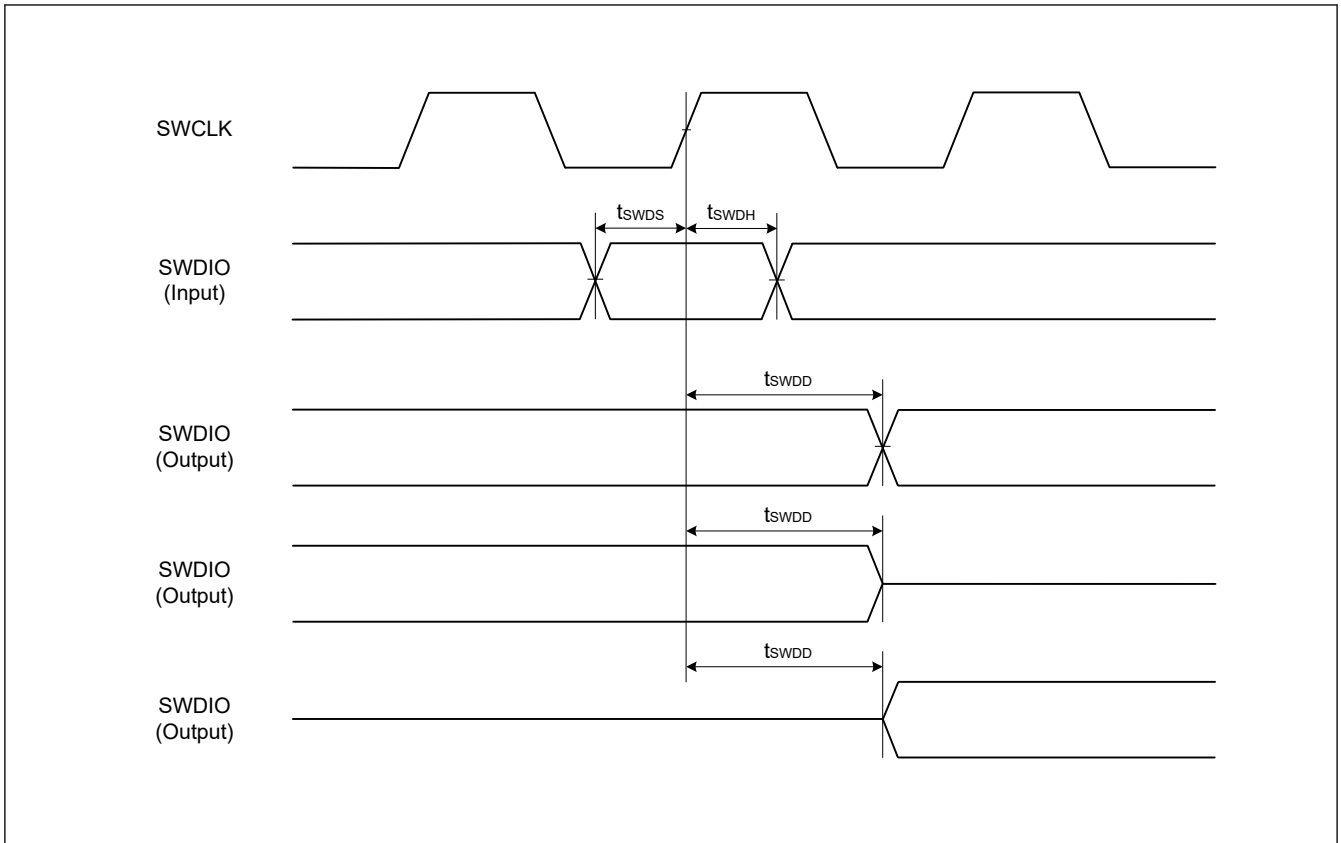 SWCLK
tSWDS
tSWDH
SWDIO
(Input)
tSWDD
SWDIO
(Output)
tSWDD
SWDIO
(Output)
tSWDD
SWDIO
(Output)